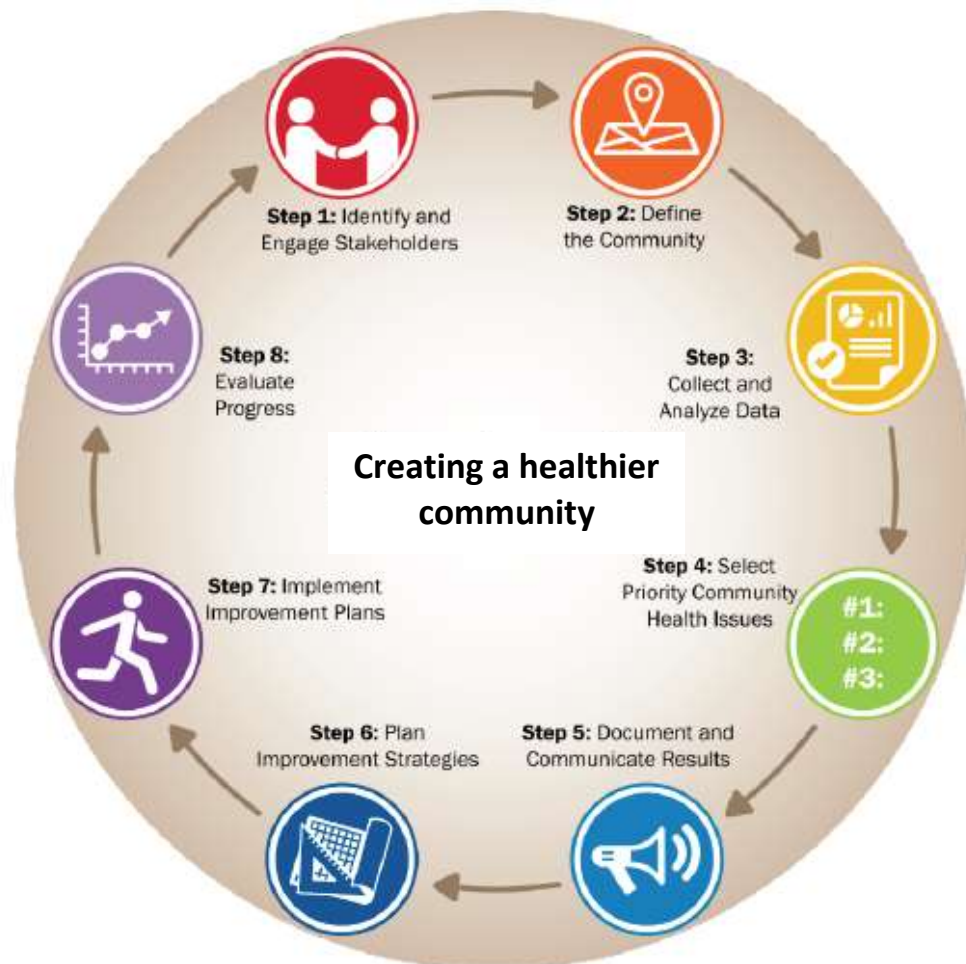 Step 1: Identify and
Engage Stakeholders
Step 2: Define
the Community
Step 3:
Collect and
Analyze Data
Step 4: Select
Priority Community
Health Issues
#1:
#2:
#3:
Step 5: Document and
Communicate Results
Step 6: Plan
Improvement Strategies
Step 7: Implement
Improvement Plans
Step 8:
Evaluate
Progress
Creating a healthier
community